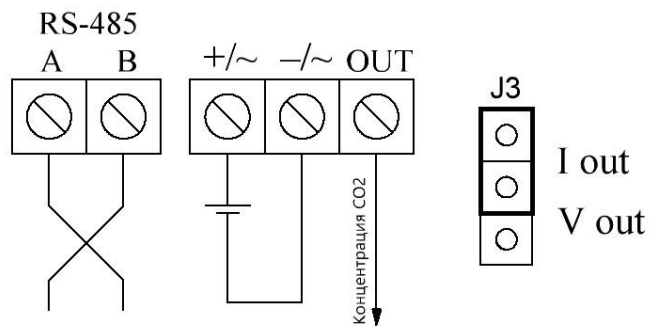 RS-485
A B
+/~ –/~ OUT
Концентрация CO2
J3
I out
V out